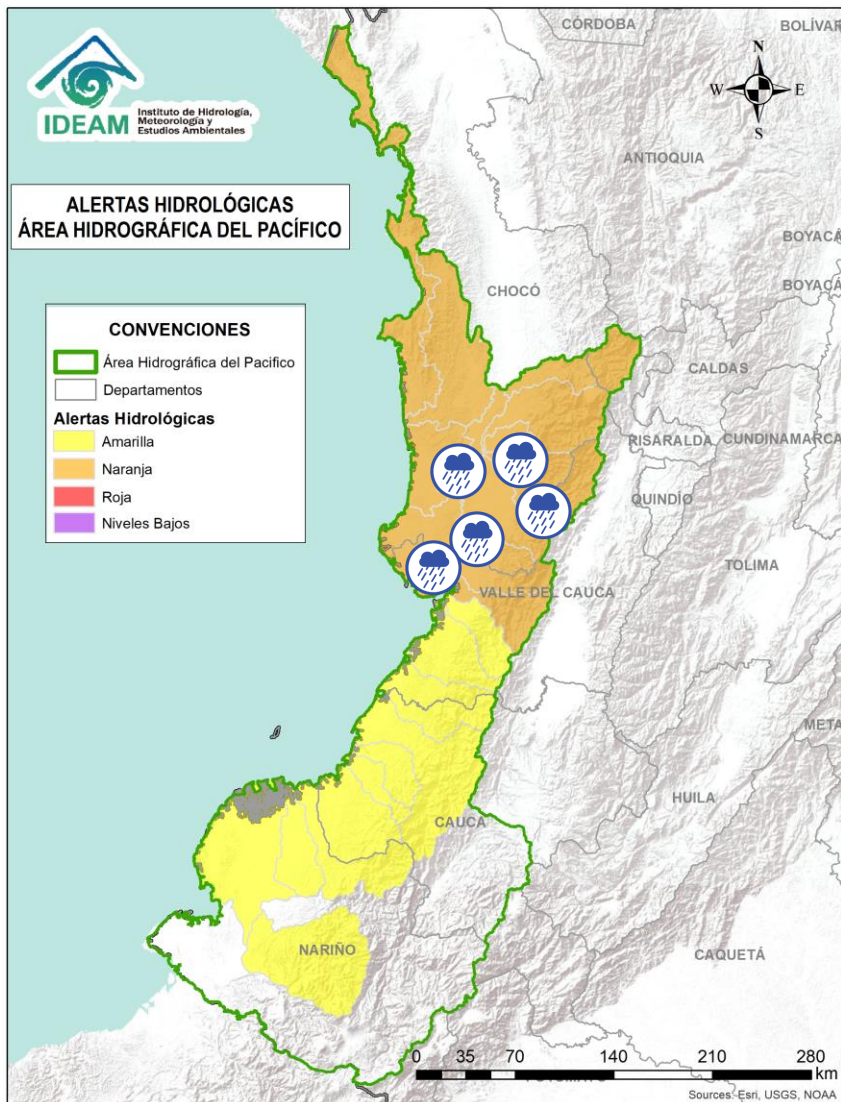 CÓRDOBA
BOLÍVAR
N
W E
S
IDEAM
Instituto de Hidrología,
Meteorología y
Estudios Ambientales
ANTIOQUIA
ALERTAS HIDROLÓGICAS
ÁREA HIDROGRÁFICA DEL PACÍFICO
BOYACÁ
BOYACÁ
CHOCÓ
CONVENCIONES
Área Hidrográfica del Pacifico
Departamentos
Alertas Hidrológicas
Amarilla
Naranja
Roja
Niveles Bajos
CALDAS
RISARALDA
CUNDINAMARCA
QUINDÍO
TOLIMA
VALLE DEL CAUCA
META
HUILA
CAUCA
NARIÑO
CAQUETÁ
0 35 70 140 210 280
km
Sources: Esri, USGS, NOAA